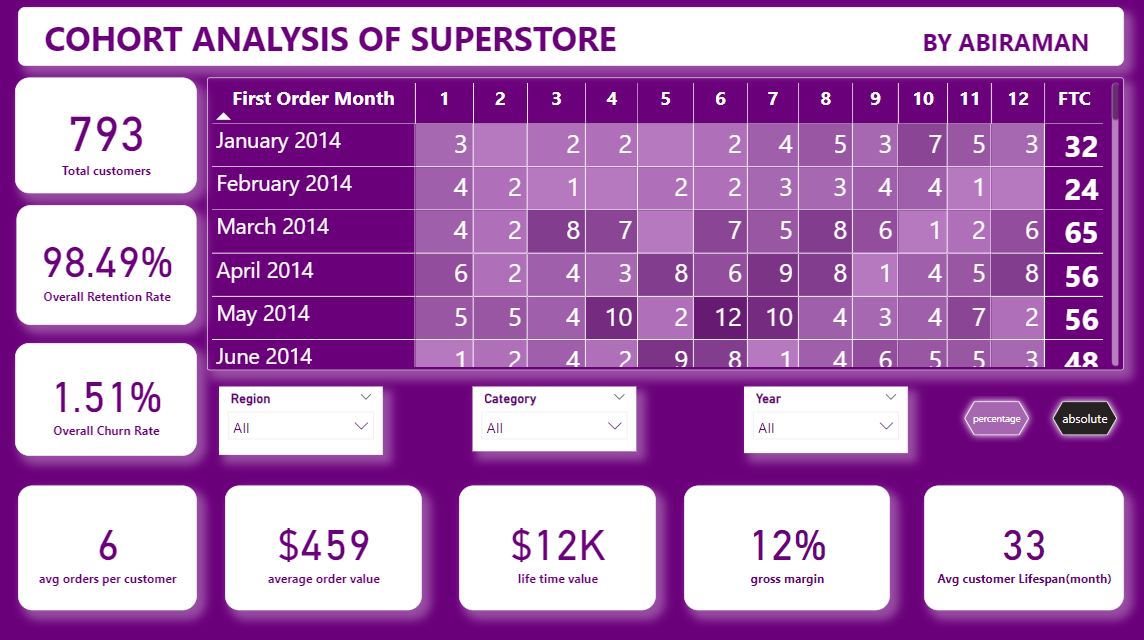 COHORT ANALYSIS OF SUPERSTORE
BY ABIRAMAN
793
Total customers
98.49%
Overall Retention Rate
1.51%
Overall Churn Rate
First Order Month 1 2 3 4 5 6 7 8 9 10 11 12 FTC
January 2014 3 2 2 2 4 5 3 7 5 3 32
February 2014 4 2 1 2 2 3 3 4 4 1 24
March 2014 4 2 8 7 7 5 8 6 1 2 6 65
April 2014 6 2 4 3 8 6 9 8 1 4 5 8 56
May 2014 5 5 4 10 2 12 10 4 3 4 7 2 56
June 2014 1 2 4 2 9 8 1 4 6 5 5 3 48
Region
All
Category
All
Year
All
percentage
absolute
6
avg orders per customer
$459
average order value
$12K
life time value
12%
gross margin
33
Avg customer Lifespan(month)